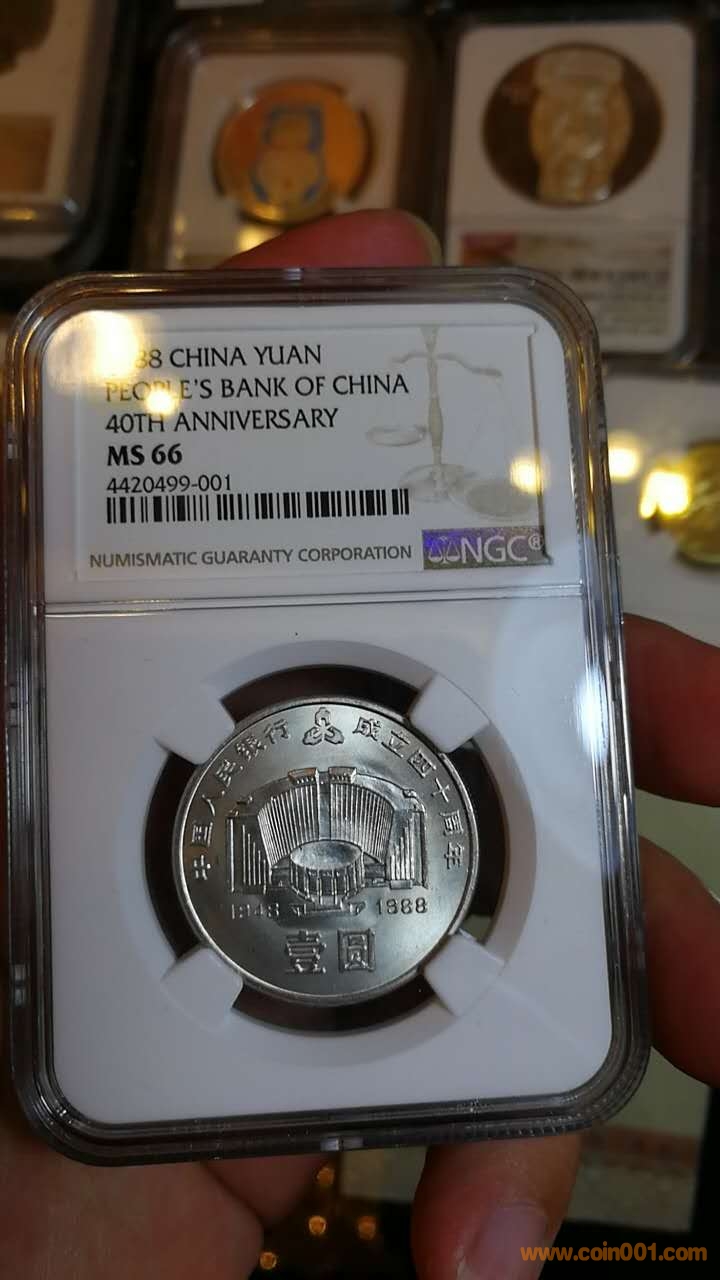 88 CHINA YUAN
PEOPLE'S BANK OF CHINA
40TH ANNIVERSARY
MS 66
4420499-001
NUMISMATIC GUARANTY CORPORATION
NGC®
中国人民银行 成立四十周年
1948 1988
壹圆
www.coin001.com